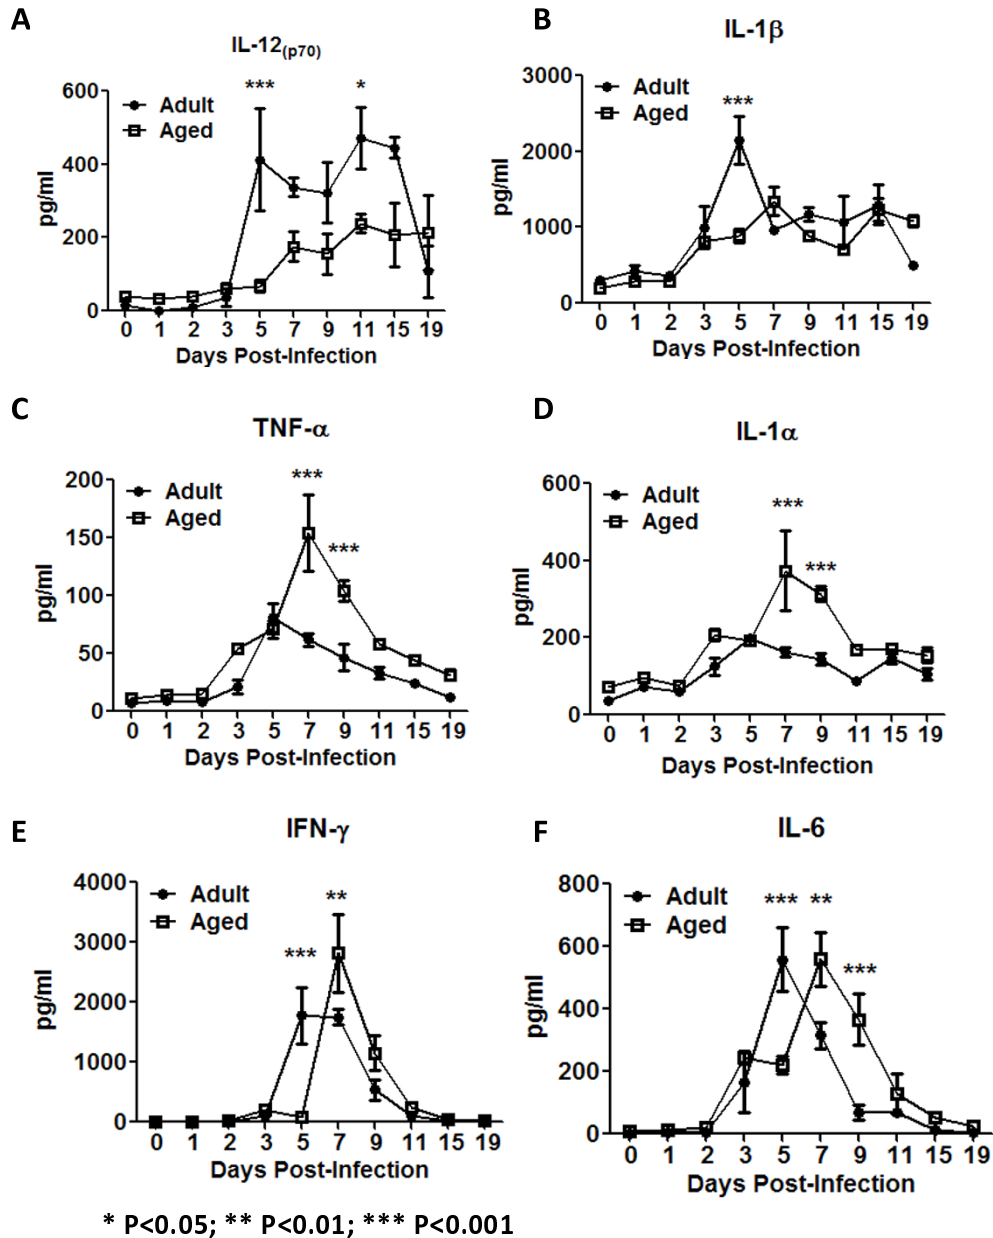 A
IL-12(p70)
***
*
Adult
Aged
600
400
200
0
pg/ml
0 1 2 3 5 7 9 11 15 19
Days Post-Infection
B
IL-1β
***
Adult
Aged
3000
2000
1000
0
pg/ml
0 1 2 3 5 7 9 11 15 19
Days Post-Infection
C
TNF-α
***
***
Adult
Aged
200
150
100
50
0
pg/ml
0 1 2 3 5 7 9 11 15 19
Days Post-Infection
D
IL-1α
***
***
Adult
Aged
600
400
200
0
pg/ml
0 1 2 3 5 7 9 11 15 19
Days Post-Infection
E
IFN-γ
**
***
Adult
Aged
4000
3000
2000
1000
0
pg/ml
0 1 2 3 5 7 9 11 15 19
Days Post-Infection
F
IL-6
*** **
***
Adult
Aged
800
600
400
200
0
pg/ml
0 1 2 3 5 7 9 11 15 19
Days Post-Infection
* P<0.05; ** P<0.01; *** P<0.001